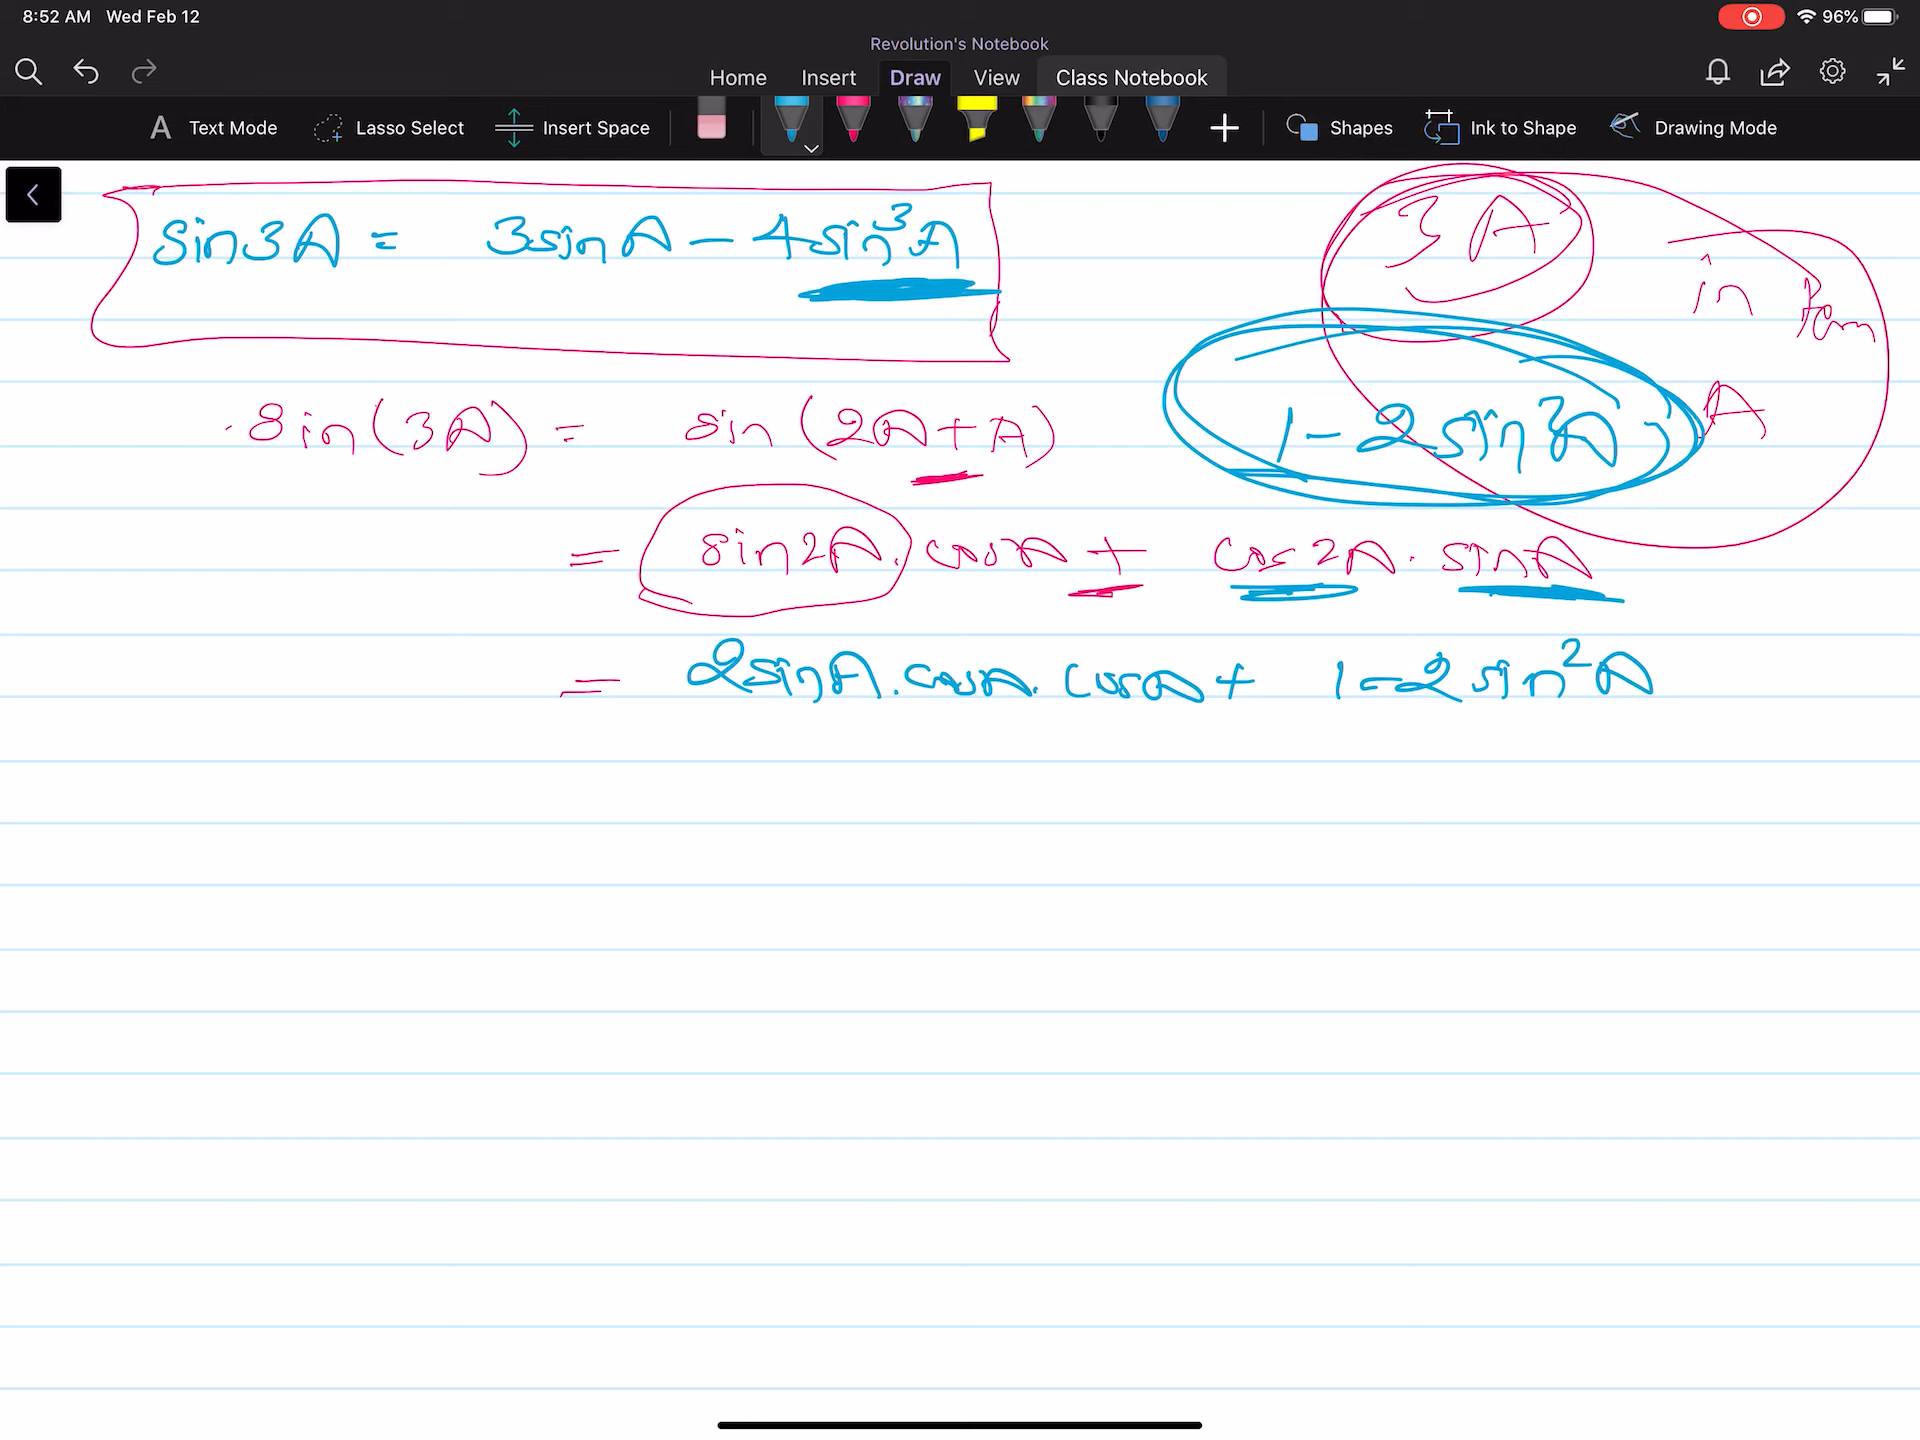 8:52 AM Wed Feb 12 96%
Revolution's Notebook
Home Insert Draw View Class Notebook
A Text Mode Lasso Select Insert Space Shapes Ink to Shape Drawing Mode
sin3A = 3sinA - 4sin³A
3A
in
A
sin(3A) = sin(2A+A)
1-2sin²A
= sin2A.cosA + cos2A.sinA
= 2sinA.cosA.cosA + 1-2sin²A